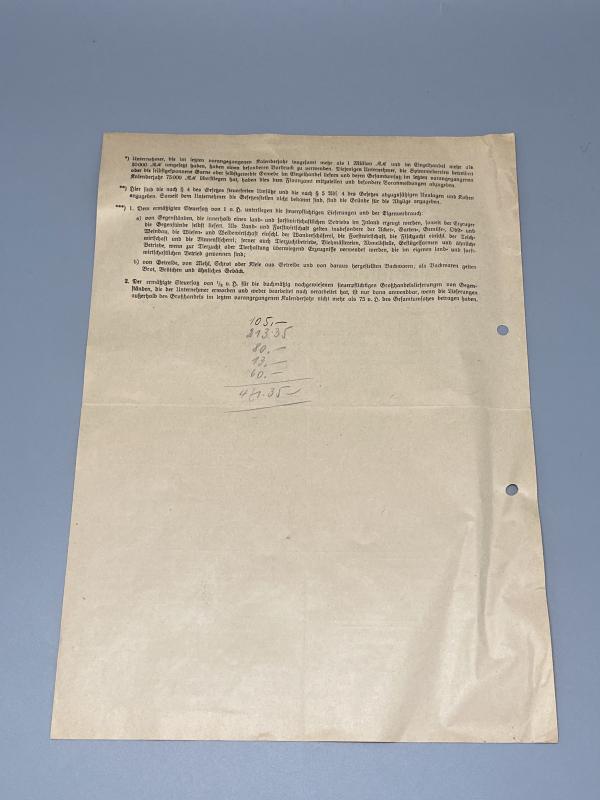 *) Unternehmer, die im letzten vorangegangenen Kalenderjahr insgesamt mehr als 1 Million RM und im Einzelhandel mehr als
50 000 RM umgesetzt haben, haben einen besonderen Vordruck zu verwenden. Diejenigen Unternehmer, die Spinnereien betreiben
oder die selbstgesponnene Garne oder selbstgewebte Gewebe im Einzelhandel liefern und deren Gesamtumsatz im letzten vorangegangenen
Kalenderjahr 75 000 RM überstiegen hat, haben dies dem Finanzamt mitzuteilen und besondere Voranmeldungen abzugeben.
**) Hier sind die nach § 4 des Gesetzes steuerfreien Umsätze und die nach § 5 Abs. 4 des Gesetzes abzugsfähigen Auslagen und Kosten
anzugeben. Soweit dem Unternehmer die Gesetzesstellen nicht bekannt sind, sind die Gründe für die Abzüge anzugeben.
***) 1. Dem ermäßigten Steuersatz von 1 v. H. unterliegen die steuerpflichtigen Lieferungen und der Eigenverbrauch:
a) von Gegenständen, die innerhalb eines land- und forstwirtschaftlichen Betriebs im Inland erzeugt werden, soweit der Erzeuger
die Gegenstände selbst liefert. Als Land- und Forstwirtschaft gelten insbesondere der Acker-, Garten-, Gemüse-, Obst- und
Weinbau, die Wiesen- und Weidewirtschaft einschl. der Wanderschäferei, die Forstwirtschaft, die Fischzucht einschl. der Teich-
wirtschaft und die Binnenfischerei; ferner auch Tierzuchtbetriebe, Viehmästereien, Abmelkställe, Geflügelfarmen und ähnliche
Betriebe, wenn zur Tierzucht oder Tierhaltung überwiegend Erzeugnisse verwendet werden, die im eigenen land- und forst-
wirtschaftlichen Betrieb gewonnen sind;
b) von Getreide, von Mehl, Schrot oder Kleie aus Getreide und von daraus hergestellten Backwaren; als Backwaren gelten
Brot, Brötchen und ähnliches Gebäck.
2. Der ermäßigte Steuersatz von ½ v. H. für die buchmäßig nachgewiesenen steuerpflichtigen Großhandelslieferungen von Gegen-
ständen, die der Unternehmer erworben und weder bearbeitet noch verarbeitet hat, ist nur dann anwendbar, wenn die Lieferungen
außerhalb des Großhandels im letzten vorangegangenen Kalenderjahr nicht mehr als 75 v. H. des Gesamtumsatzes betragen haben.
105,—
213.35
80.—
13.—
60.—
471.35